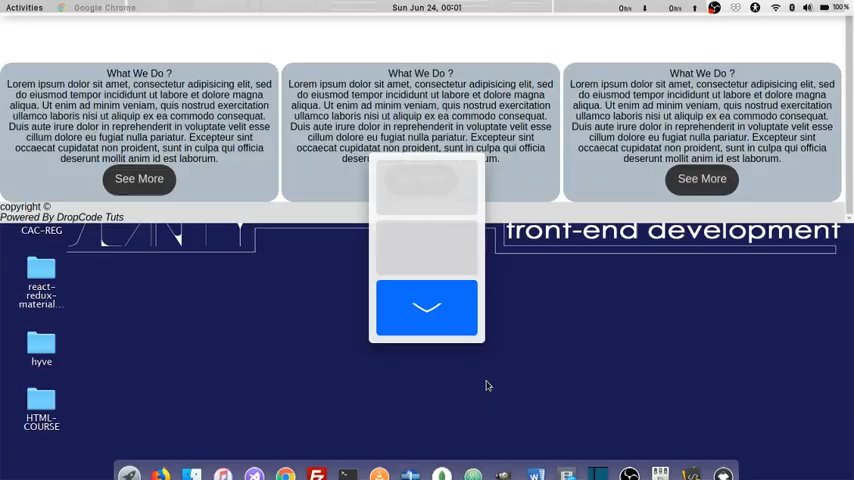 Activities Google Chrome Sun Jun 24, 00:01 100%
What We Do ? What We Do ? What We Do ?
Lorem ipsum dolor sit amet, consectetur adipisicing elit, sed Lorem ipsum dolor sit amet, consectetur adipisicing elit, sed Lorem ipsum dolor sit amet, consectetur adipisicing elit, sed
do eiusmod tempor incididunt ut labore et dolore magna do eiusmod tempor incididunt ut labore et dolore magna do eiusmod tempor incididunt ut labore et dolore magna
aliqua. Ut enim ad minim veniam, quis nostrud exercitation aliqua. Ut enim ad minim veniam, quis nostrud exercitation aliqua. Ut enim ad minim veniam, quis nostrud exercitation
ullamco laboris nisi ut aliquip ex ea commodo consequat. ullamco laboris nisi ut aliquip ex ea commodo consequat. ullamco laboris nisi ut aliquip ex ea commodo consequat.
Duis aute irure dolor in reprehenderit in voluptate velit esse Duis aute irure dolor in reprehenderit in voluptate velit esse Duis aute irure dolor in reprehenderit in voluptate velit esse
cillum dolore eu fugiat nulla pariatur. Excepteur sint cillum dolore eu fugiat nulla pariatur. Excepteur sint cillum dolore eu fugiat nulla pariatur. Excepteur sint
occaecat cupidatat non proident, sunt in culpa qui officia occaecat cupidatat non proident, sunt in culpa qui officia occaecat cupidatat non proident, sunt in culpa qui officia
deserunt mollit anim id est laborum. deserunt mollit anim id est laborum.
See More See More
copyright ©
Powered By DropCode Tuts
CAC-REG front-end development
react-
redux-
material...
hyve
HTML-
COURSE